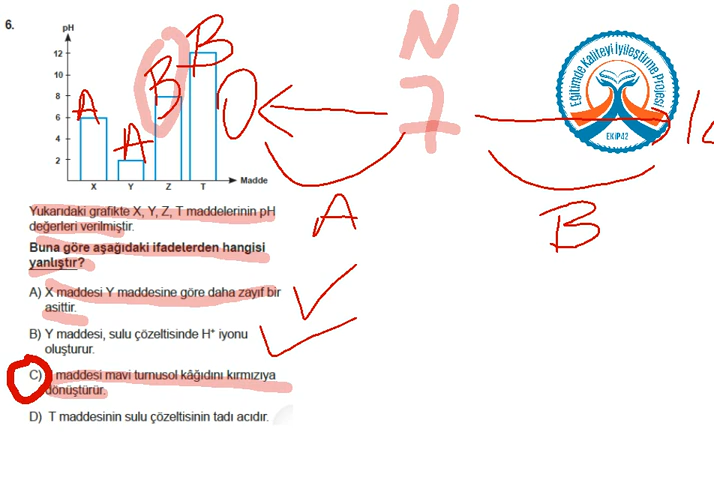 6.
pH
12
10
8
6
4
2
X Y Z T
Madde
A A B B
0
N
7
A
B
Eğitimde Kaliteyi İyileştirme Projesi
EKİP42
Yukarıdaki grafikte X, Y, Z, T maddelerinin pH
değerleri verilmiştir.
Buna göre aşağıdaki ifadelerden hangisi
yanlıştır?
A) X maddesi Y maddesine göre daha zayıf bir
asittir.
B) Y maddesi, sulu çözeltisinde H⁺ iyonu
oluşturur.
C) maddesi mavi turnusol kâğıdını kırmızıya
dönüştürür.
D) T maddesinin sulu çözeltisinin tadı acıdır.